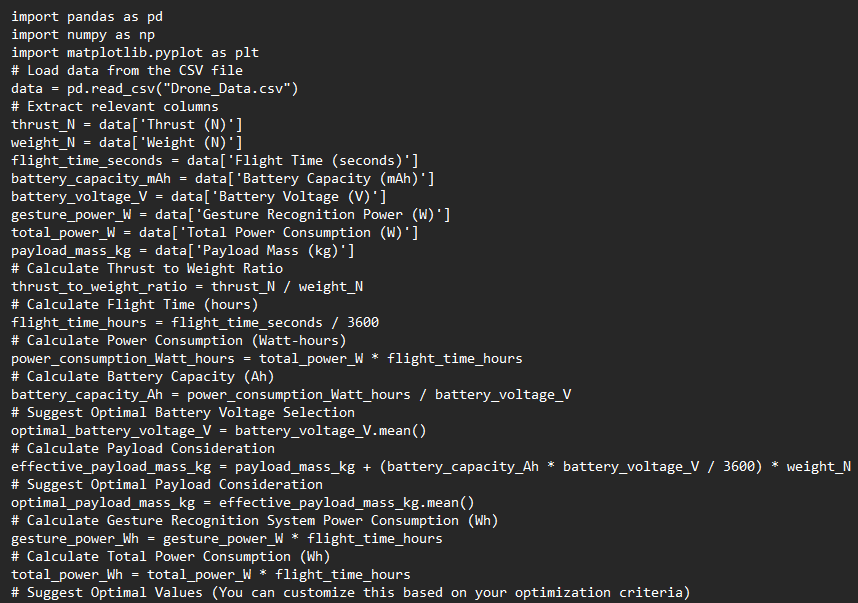 import pandas as pd
import numpy as np
import matplotlib.pyplot as plt
# Load data from the CSV file
data = pd.read_csv("Drone_Data.csv")
# Extract relevant columns
thrust_N = data['Thrust (N)']
weight_N = data['Weight (N)']
flight_time_seconds = data['Flight Time (seconds)']
battery_capacity_mAh = data['Battery Capacity (mAh)']
battery_voltage_V = data['Battery Voltage (V)']
gesture_power_W = data['Gesture Recognition Power (W)']
total_power_W = data['Total Power Consumption (W)']
payload_mass_kg = data['Payload Mass (kg)']
# Calculate Thrust to Weight Ratio
thrust_to_weight_ratio = thrust_N / weight_N
# Calculate Flight Time (hours)
flight_time_hours = flight_time_seconds / 3600
# Calculate Power Consumption (Watt-hours)
power_consumption_Watt_hours = total_power_W * flight_time_hours
# Calculate Battery Capacity (Ah)
battery_capacity_Ah = power_consumption_Watt_hours / battery_voltage_V
# Suggest Optimal Battery Voltage Selection
optimal_battery_voltage_V = battery_voltage_V.mean()
# Calculate Payload Consideration
effective_payload_mass_kg = payload_mass_kg + (battery_capacity_Ah * battery_voltage_V / 3600) * weight_N
# Suggest Optimal Payload Consideration
optimal_payload_mass_kg = effective_payload_mass_kg.mean()
# Calculate Gesture Recognition System Power Consumption (Wh)
gesture_power_Wh = gesture_power_W * flight_time_hours
# Calculate Total Power Consumption (Wh)
total_power_Wh = total_power_W * flight_time_hours
# Suggest Optimal Values (You can customize this based on your optimization criteria)